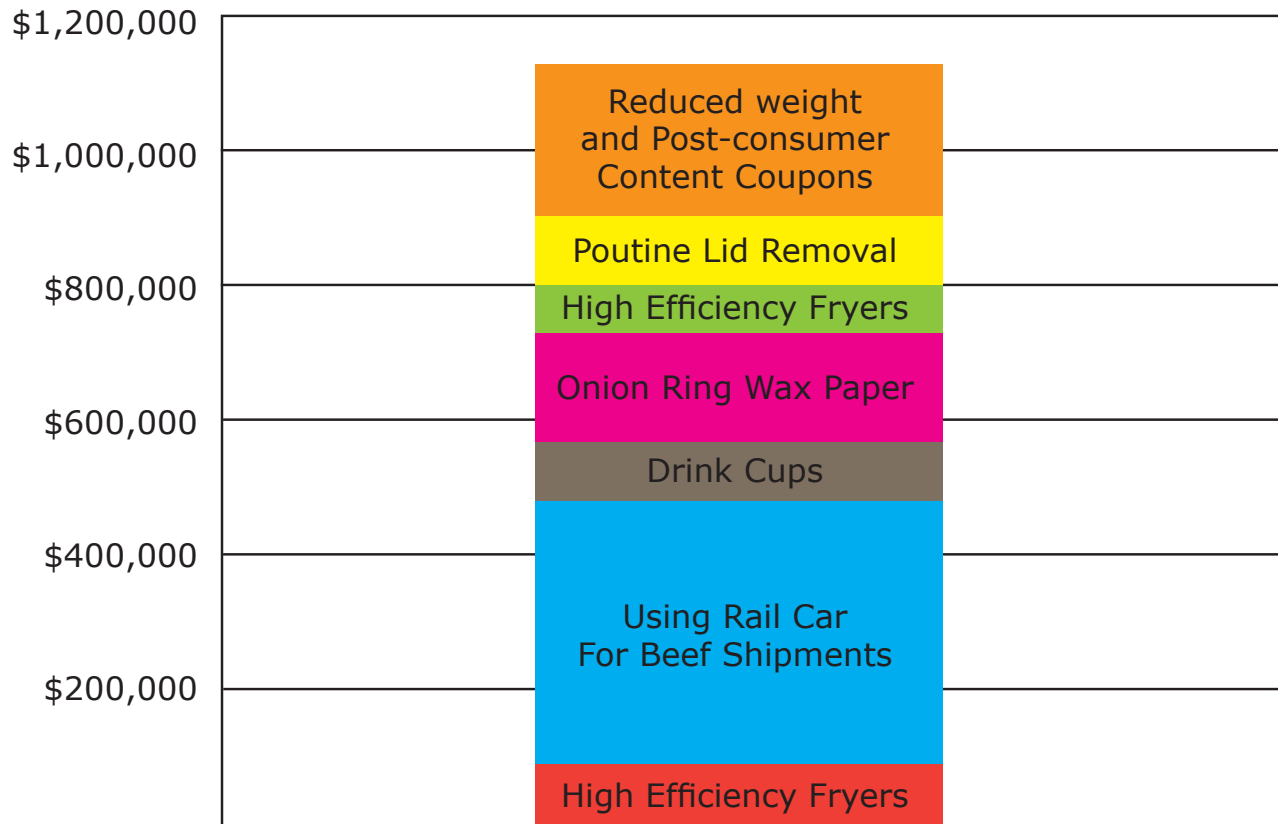 $1,200,000
Reduced weight
and Post-consumer
Content Coupons
$1,000,000
Poutine Lid Removal
$800,000
High Efficiency Fryers
Onion Ring Wax Paper
$600,000
Drink Cups
$400,000
Using Rail Car
For Beef Shipments
$200,000
High Efficiency Fryers